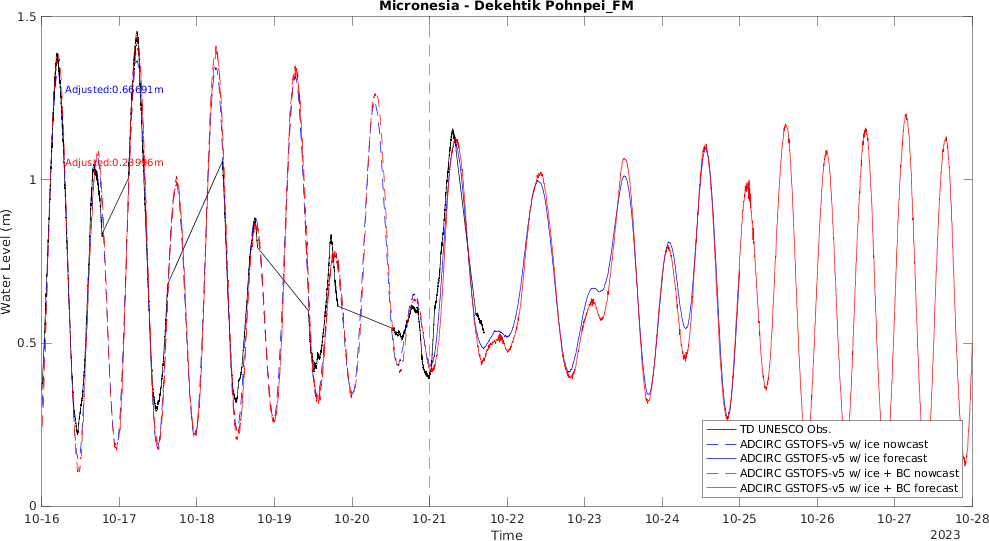 Micronesia - Dekehtik Pohnpei_FM
Water Level (m)
1.5
1
0.5
0
Adjusted:0.66691m
Adjusted:0.23996m
TD UNESCO Obs.
ADCIRC GSTOFS-v5 w/ ice nowcast
ADCIRC GSTOFS-v5 w/ ice forecast
ADCIRC GSTOFS-v5 w/ ice + BC nowcast
ADCIRC GSTOFS-v5 w/ ice + BC forecast
10-16 10-17 10-18 10-19 10-20 10-21 10-22 10-23 10-24 10-25 10-26 10-27 10-28
Time
2023